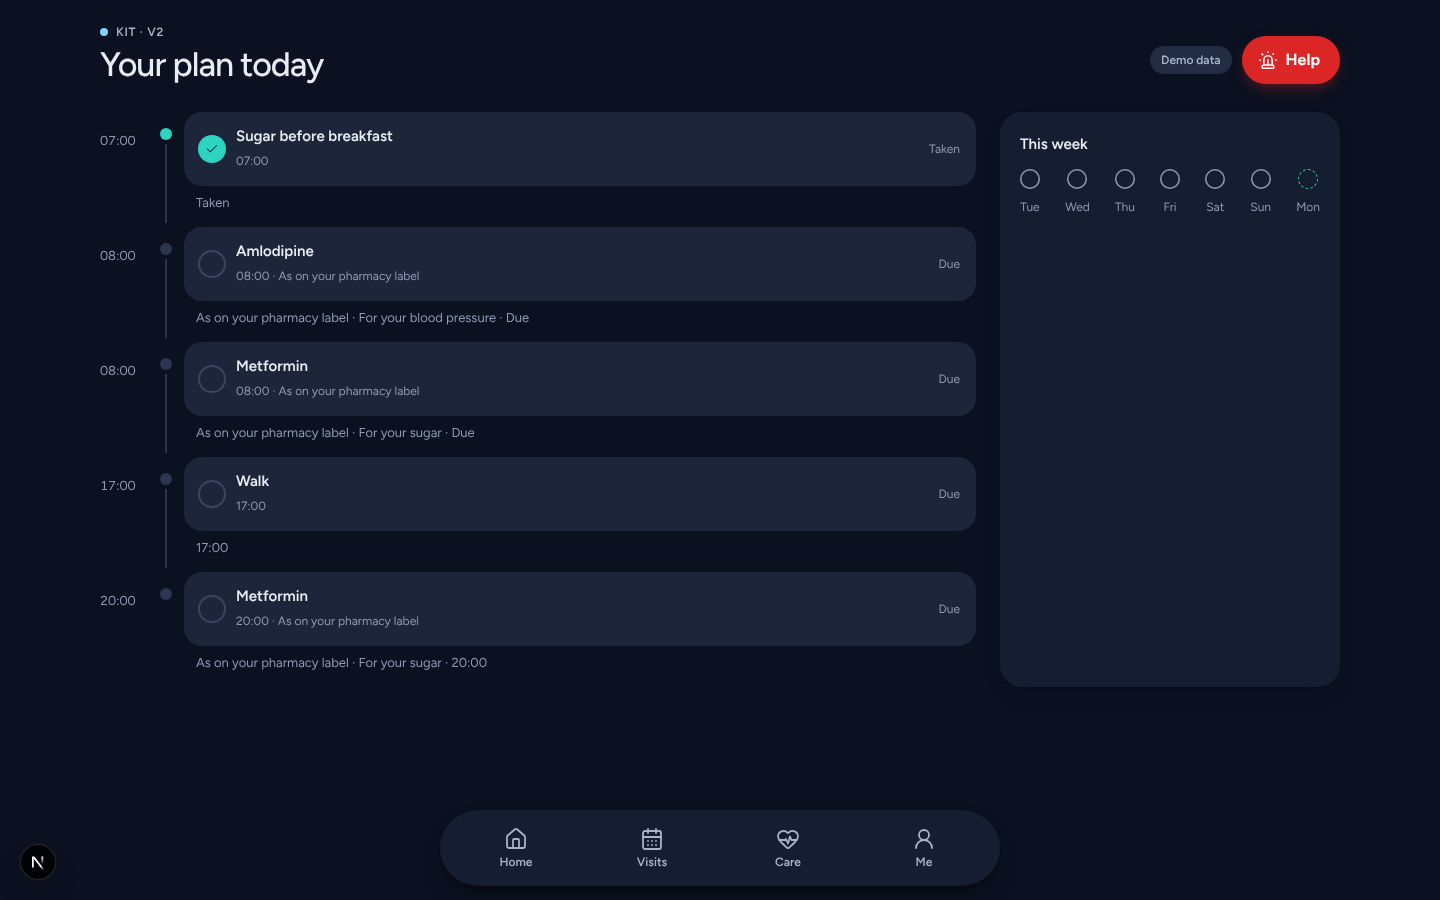 KIT · V2
Your plan today
Demo data
Help
07:00
Sugar before breakfast
07:00
Taken
Taken
08:00
Amlodipine
08:00 · As on your pharmacy label
Due
As on your pharmacy label · For your blood pressure · Due
08:00
Metformin
08:00 · As on your pharmacy label
Due
As on your pharmacy label · For your sugar · Due
17:00
Walk
17:00
Due
17:00
20:00
Metformin
20:00 · As on your pharmacy label
Due
As on your pharmacy label · For your sugar · 20:00
This week
Tue Wed Thu Fri Sat Sun Mon
Home Visits Care Me
N